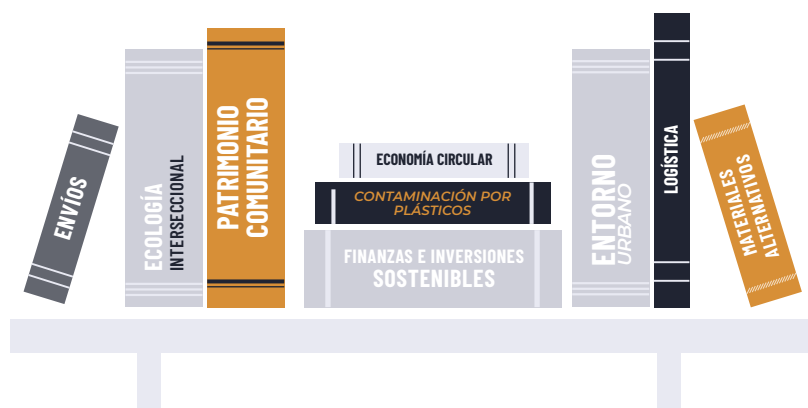 ENVÍOS
ECOLOGÍA
INTERSECCIONAL
PATRIMONIO
COMUNITARIO
ECONOMÍA CIRCULAR
CONTAMINACIÓN POR
PLÁSTICOS
FINANZAS E INVERSIONES
SOSTENIBLES
ENTORNO
URBANO
LOGÍSTICA
MATERIALES
ALTERNATIVOS